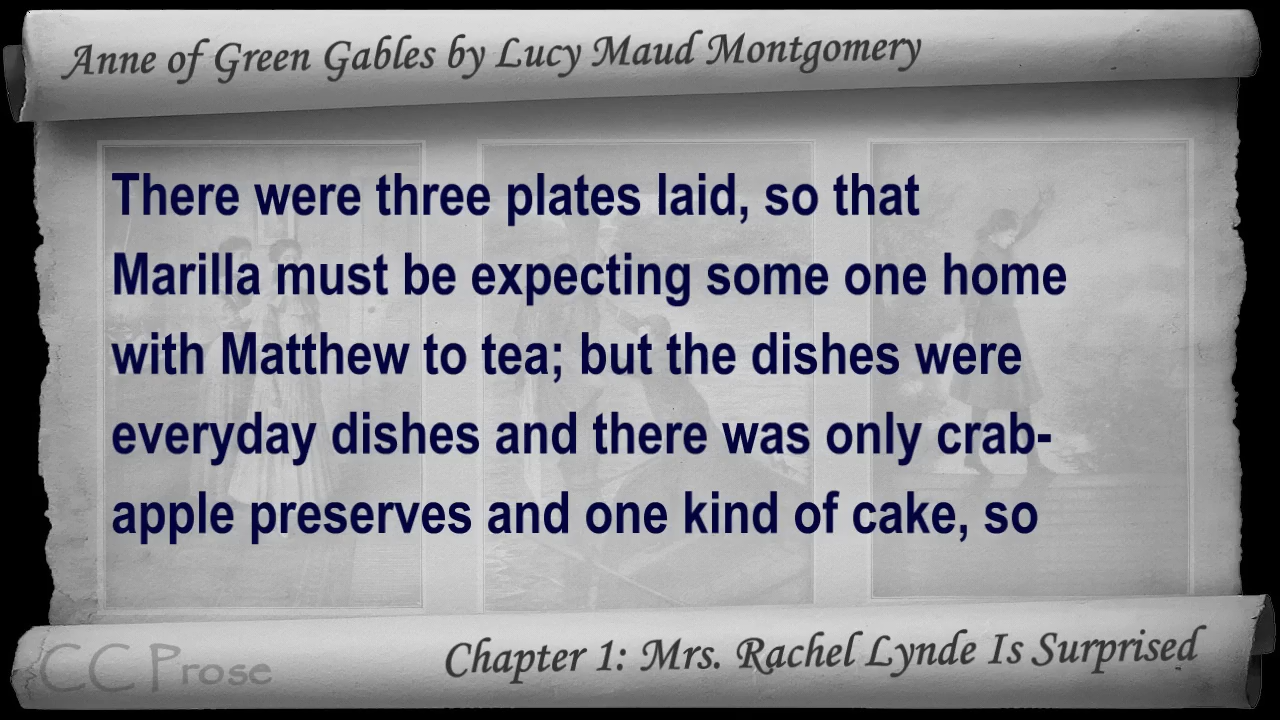 Anne of Green Gables by Lucy Maud Montgomery
There were three plates laid, so that
Marilla must be expecting some one home
with Matthew to tea; but the dishes were
everyday dishes and there was only crab-
apple preserves and one kind of cake, so
CC Prose
Chapter 1: Mrs. Rachel Lynde Is Surprised